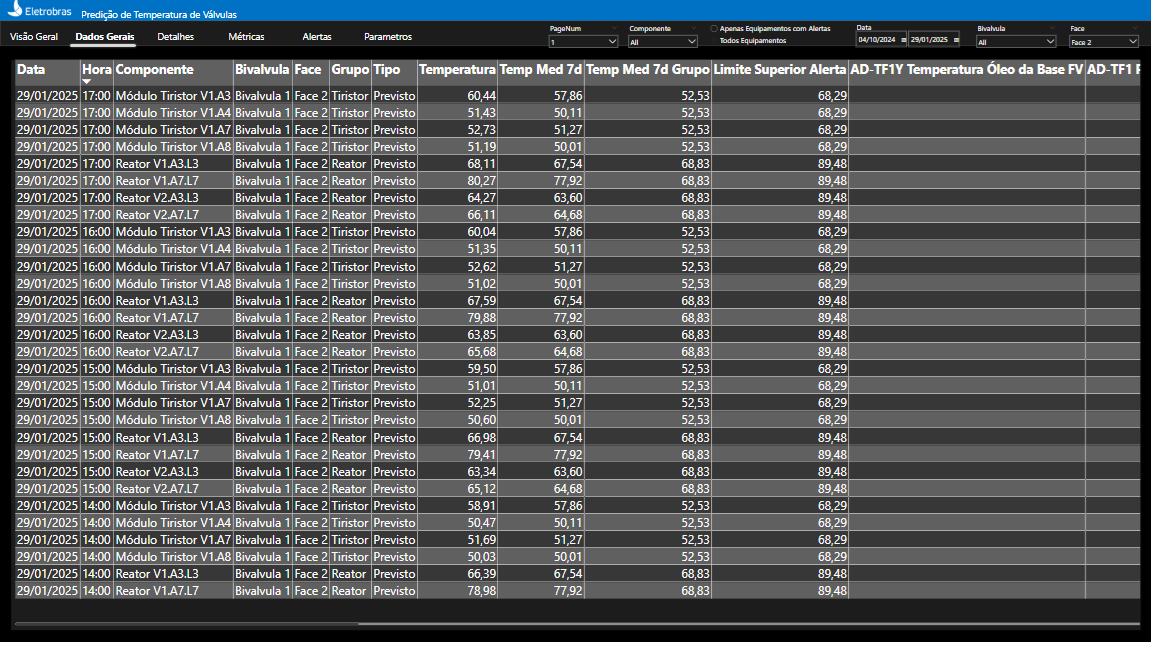 Eletrobras Predição de Temperatura de Válvulas
Visão Geral Dados Gerais Detalhes Métricas Alertas Parametros
PageNum Componente Apenas Equipamentos com Alertas Data Bivalvula Face
1 All Todos Equipamentos 04/10/2024 29/01/2025 All Face 2
Data Hora Componente Bivalvula Face Grupo Tipo Temperatura Temp Med 7d Temp Med 7d Grupo Limite Superior Alerta AD-TF1Y Temperatura Óleo da Base FV AD-TF1
29/01/2025 17:00 Módulo Tiristor V1.A3 Bivalvula 1 Face 2 Tiristor Previsto 60,44 57,86 52,53 68,29
29/01/2025 17:00 Módulo Tiristor V1.A4 Bivalvula 1 Face 2 Tiristor Previsto 51,43 50,11 52,53 68,29
29/01/2025 17:00 Módulo Tiristor V1.A7 Bivalvula 1 Face 2 Tiristor Previsto 52,73 51,27 52,53 68,29
29/01/2025 17:00 Módulo Tiristor V1.A8 Bivalvula 1 Face 2 Tiristor Previsto 51,19 50,01 52,53 68,29
29/01/2025 17:00 Reator V1.A3.L3 Bivalvula 1 Face 2 Reator Previsto 68,11 67,54 68,83 89,48
29/01/2025 17:00 Reator V1.A7.L7 Bivalvula 1 Face 2 Reator Previsto 80,27 77,92 68,83 89,48
29/01/2025 17:00 Reator V2.A3.L3 Bivalvula 1 Face 2 Reator Previsto 64,27 63,60 68,83 89,48
29/01/2025 17:00 Reator V2.A7.L7 Bivalvula 1 Face 2 Reator Previsto 66,11 64,68 68,83 89,48
29/01/2025 16:00 Módulo Tiristor V1.A3 Bivalvula 1 Face 2 Tiristor Previsto 60,04 57,86 52,53 68,29
29/01/2025 16:00 Módulo Tiristor V1.A4 Bivalvula 1 Face 2 Tiristor Previsto 51,35 50,11 52,53 68,29
29/01/2025 16:00 Módulo Tiristor V1.A7 Bivalvula 1 Face 2 Tiristor Previsto 52,62 51,27 52,53 68,29
29/01/2025 16:00 Módulo Tiristor V1.A8 Bivalvula 1 Face 2 Tiristor Previsto 51,02 50,01 52,53 68,29
29/01/2025 16:00 Reator V1.A3.L3 Bivalvula 1 Face 2 Reator Previsto 67,59 67,54 68,83 89,48
29/01/2025 16:00 Reator V1.A7.L7 Bivalvula 1 Face 2 Reator Previsto 79,88 77,92 68,83 89,48
29/01/2025 16:00 Reator V2.A3.L3 Bivalvula 1 Face 2 Reator Previsto 63,85 63,60 68,83 89,48
29/01/2025 16:00 Reator V2.A7.L7 Bivalvula 1 Face 2 Reator Previsto 65,68 64,68 68,83 89,48
29/01/2025 15:00 Módulo Tiristor V1.A3 Bivalvula 1 Face 2 Tiristor Previsto 59,50 57,86 52,53 68,29
29/01/2025 15:00 Módulo Tiristor V1.A4 Bivalvula 1 Face 2 Tiristor Previsto 51,01 50,11 52,53 68,29
29/01/2025 15:00 Módulo Tiristor V1.A7 Bivalvula 1 Face 2 Tiristor Previsto 52,25 51,27 52,53 68,29
29/01/2025 15:00 Módulo Tiristor V1.A8 Bivalvula 1 Face 2 Tiristor Previsto 50,60 50,01 52,53 68,29
29/01/2025 15:00 Reator V1.A3.L3 Bivalvula 1 Face 2 Reator Previsto 66,98 67,54 68,83 89,48
29/01/2025 15:00 Reator V1.A7.L7 Bivalvula 1 Face 2 Reator Previsto 79,41 77,92 68,83 89,48
29/01/2025 15:00 Reator V2.A3.L3 Bivalvula 1 Face 2 Reator Previsto 63,34 63,60 68,83 89,48
29/01/2025 15:00 Reator V2.A7.L7 Bivalvula 1 Face 2 Reator Previsto 65,12 64,68 68,83 89,48
29/01/2025 14:00 Módulo Tiristor V1.A3 Bivalvula 1 Face 2 Tiristor Previsto 58,91 57,86 52,53 68,29
29/01/2025 14:00 Módulo Tiristor V1.A4 Bivalvula 1 Face 2 Tiristor Previsto 50,47 50,11 52,53 68,29
29/01/2025 14:00 Módulo Tiristor V1.A7 Bivalvula 1 Face 2 Tiristor Previsto 51,69 51,27 52,53 68,29
29/01/2025 14:00 Módulo Tiristor V1.A8 Bivalvula 1 Face 2 Tiristor Previsto 50,03 50,01 52,53 68,29
29/01/2025 14:00 Reator V1.A3.L3 Bivalvula 1 Face 2 Reator Previsto 66,39 67,54 68,83 89,48
29/01/2025 14:00 Reator V1.A7.L7 Bivalvula 1 Face 2 Reator Previsto 78,98 77,92 68,83 89,48